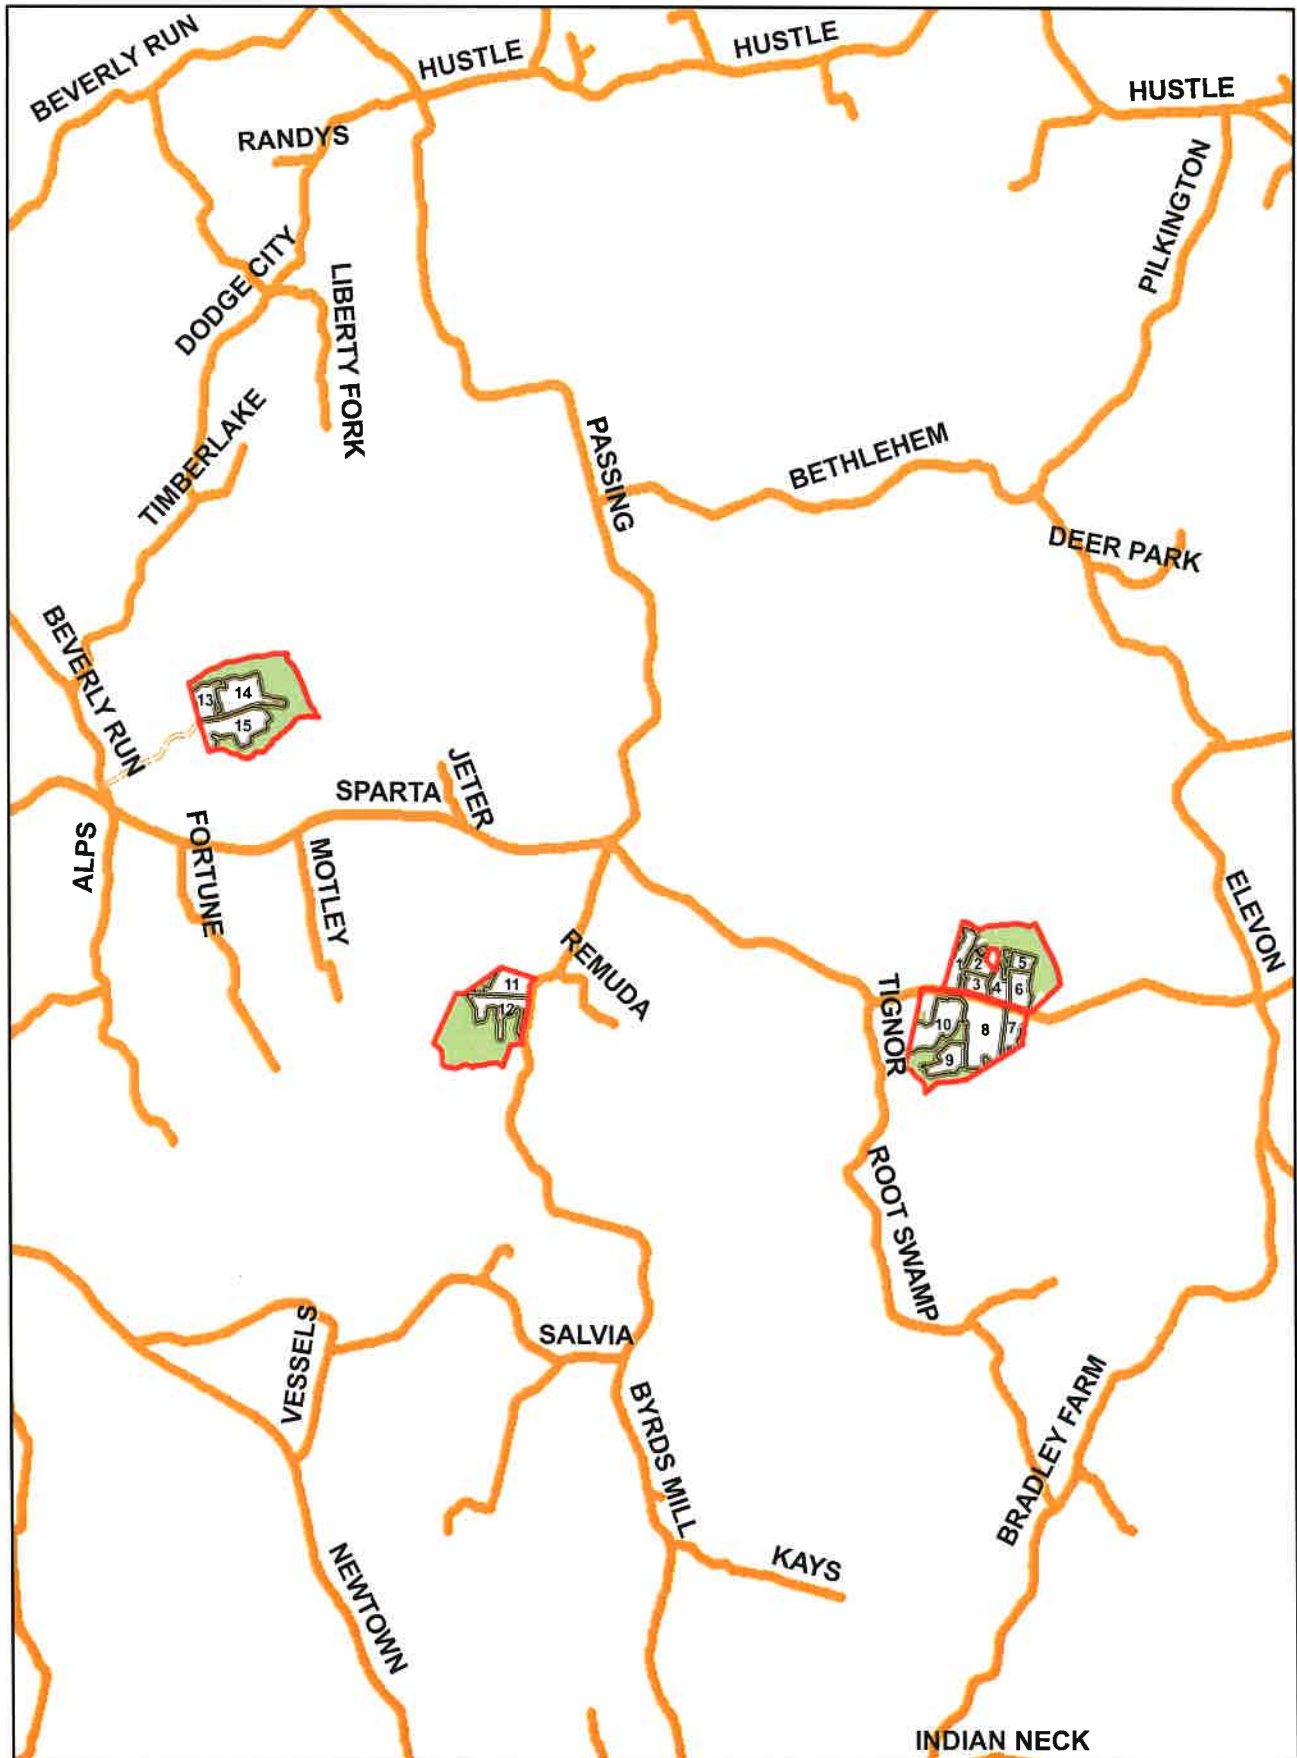 BEVERLY RUN
HUSTLE
HUSTLE
HUSTLE
RANDYS
PILKINGTON
DODGE CITY
LIBERTY FORK
TIMBERLAKE
PASSING
BETHLEHEM
DEER PARK
BEVERLY RUN
13
14
15
SPARTA
JETER
ALPS
FORTUNE
MOTLEY
ELEVON
REMUDA
11
12
TIGNOR
1
2
5
3
4
6
10
8
7
9
ROOT SWAMP
VESSELS
SALVIA
BYRDS MILL
BRADLEY FARM
KAYS
NEWTOWN
INDIAN NECK